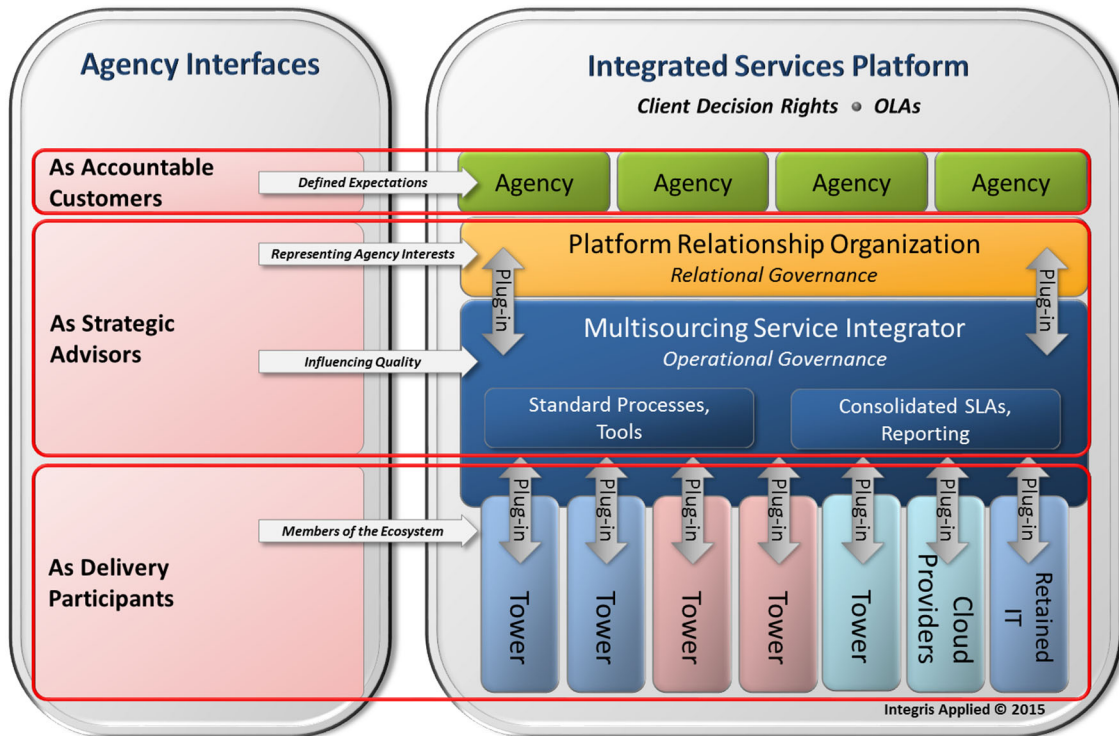 Agency Interfaces
As Accountable
Customers
As Strategic
Advisors
As Delivery
Participants
Defined Expectations
Representing Agency Interests
Influencing Quality
Members of the Ecosystem
Integrated Services Platform
Client Decision Rights ● OLAs
Agency
Agency
Agency
Agency
Platform Relationship Organization
Relational Governance
Plug-in
Plug-in
Multisourcing Service Integrator
Operational Governance
Standard Processes,
Tools
Consolidated SLAs,
Reporting
Plug-in
Plug-in
Plug-in
Plug-in
Plug-in
Plug-in
Plug-in
Tower
Tower
Tower
Tower
Tower
Cloud
Providers
Retained
IT
Integris Applied © 2015